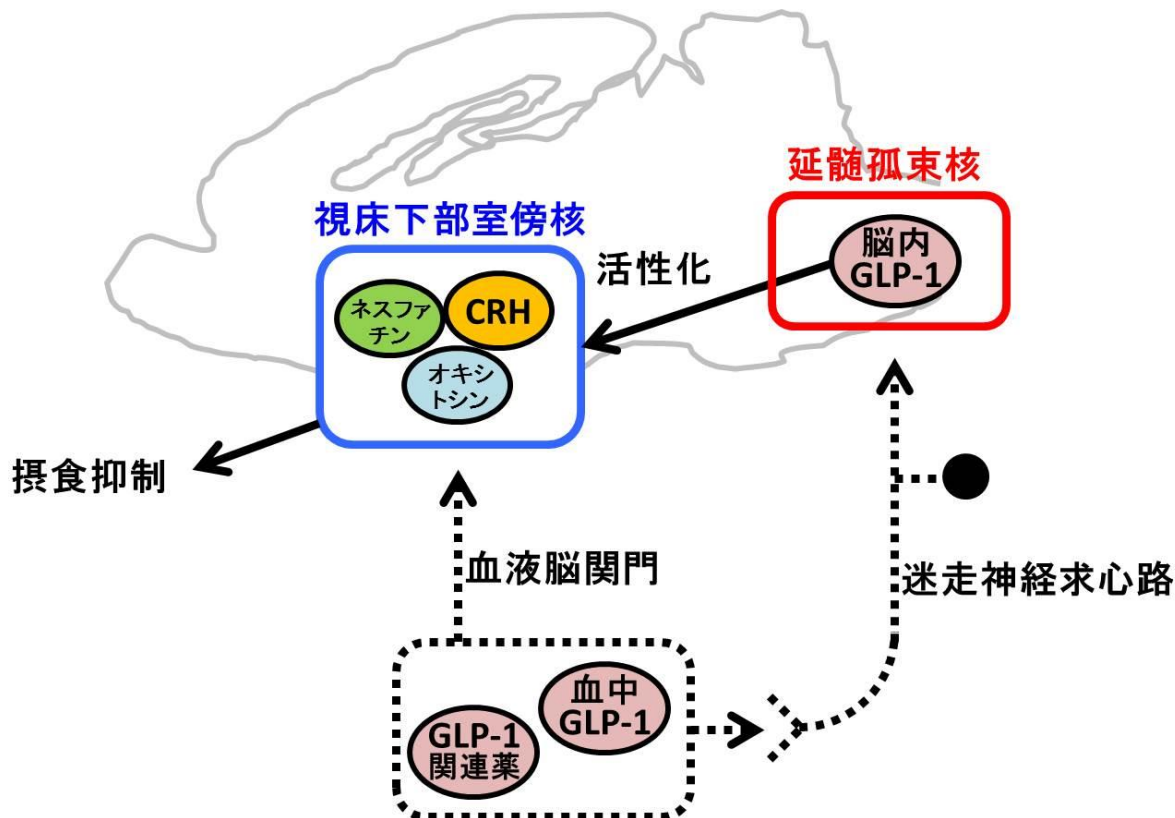 延髄孤束核
視床下部室傍核
脳内
GLP-1
活性化
ネスファ
チン
CRH
オキシ
トシン
摂食抑制
血液脳関門
迷走神経求心路
血中
GLP-1
GLP-1
関連薬